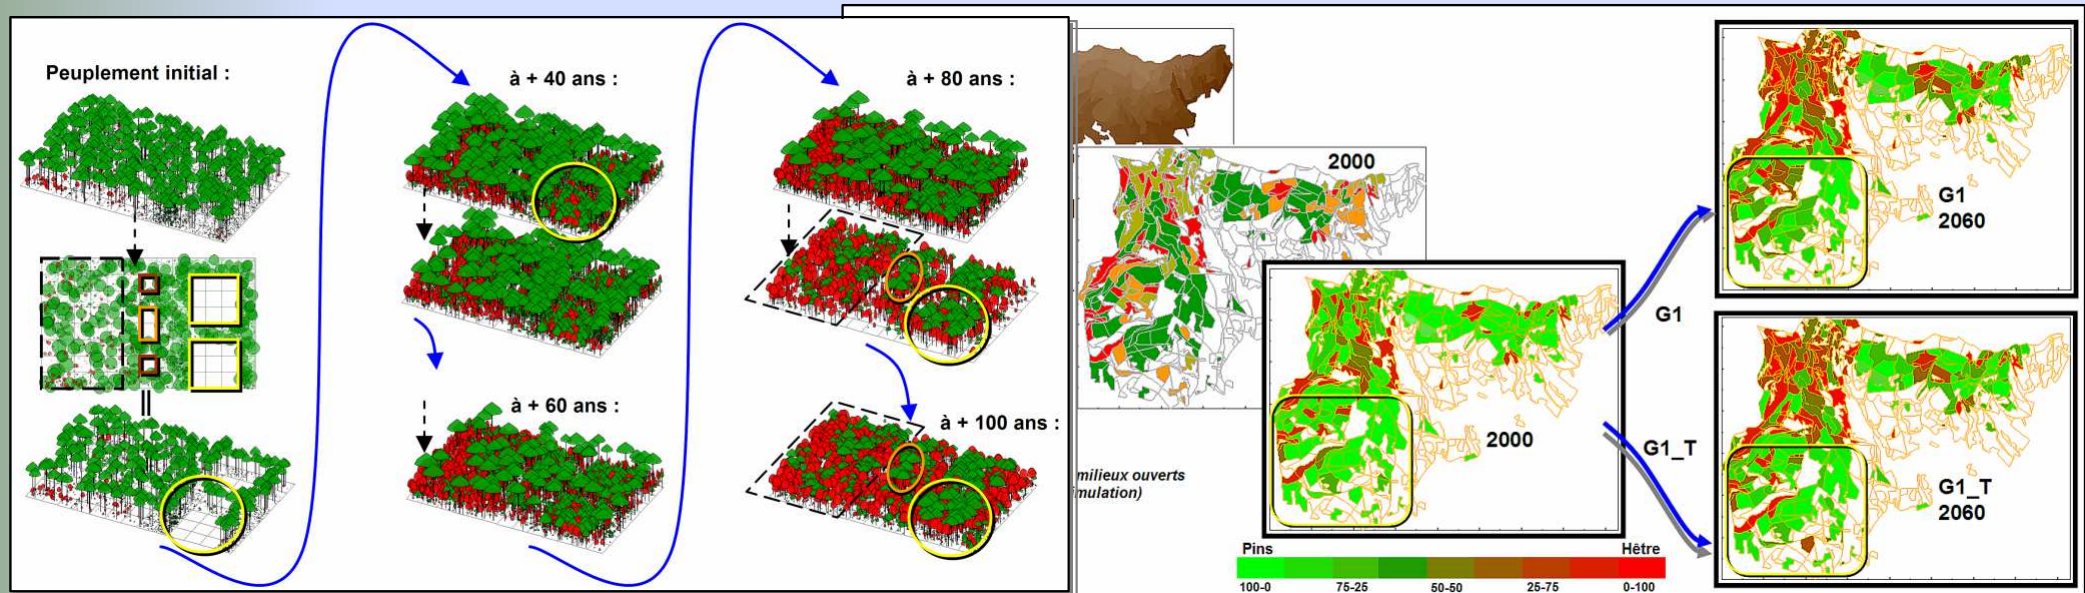 Peuplement initial :
à + 40 ans :
à + 80 ans :
à + 60 ans :
à + 100 ans :
2000
milieux ouverts
mulation)
2000
G1
G1_T
G1
2060
G1_T
2060
Pins
Hêtre
100-0 75-25 50-50 25-75 0-100